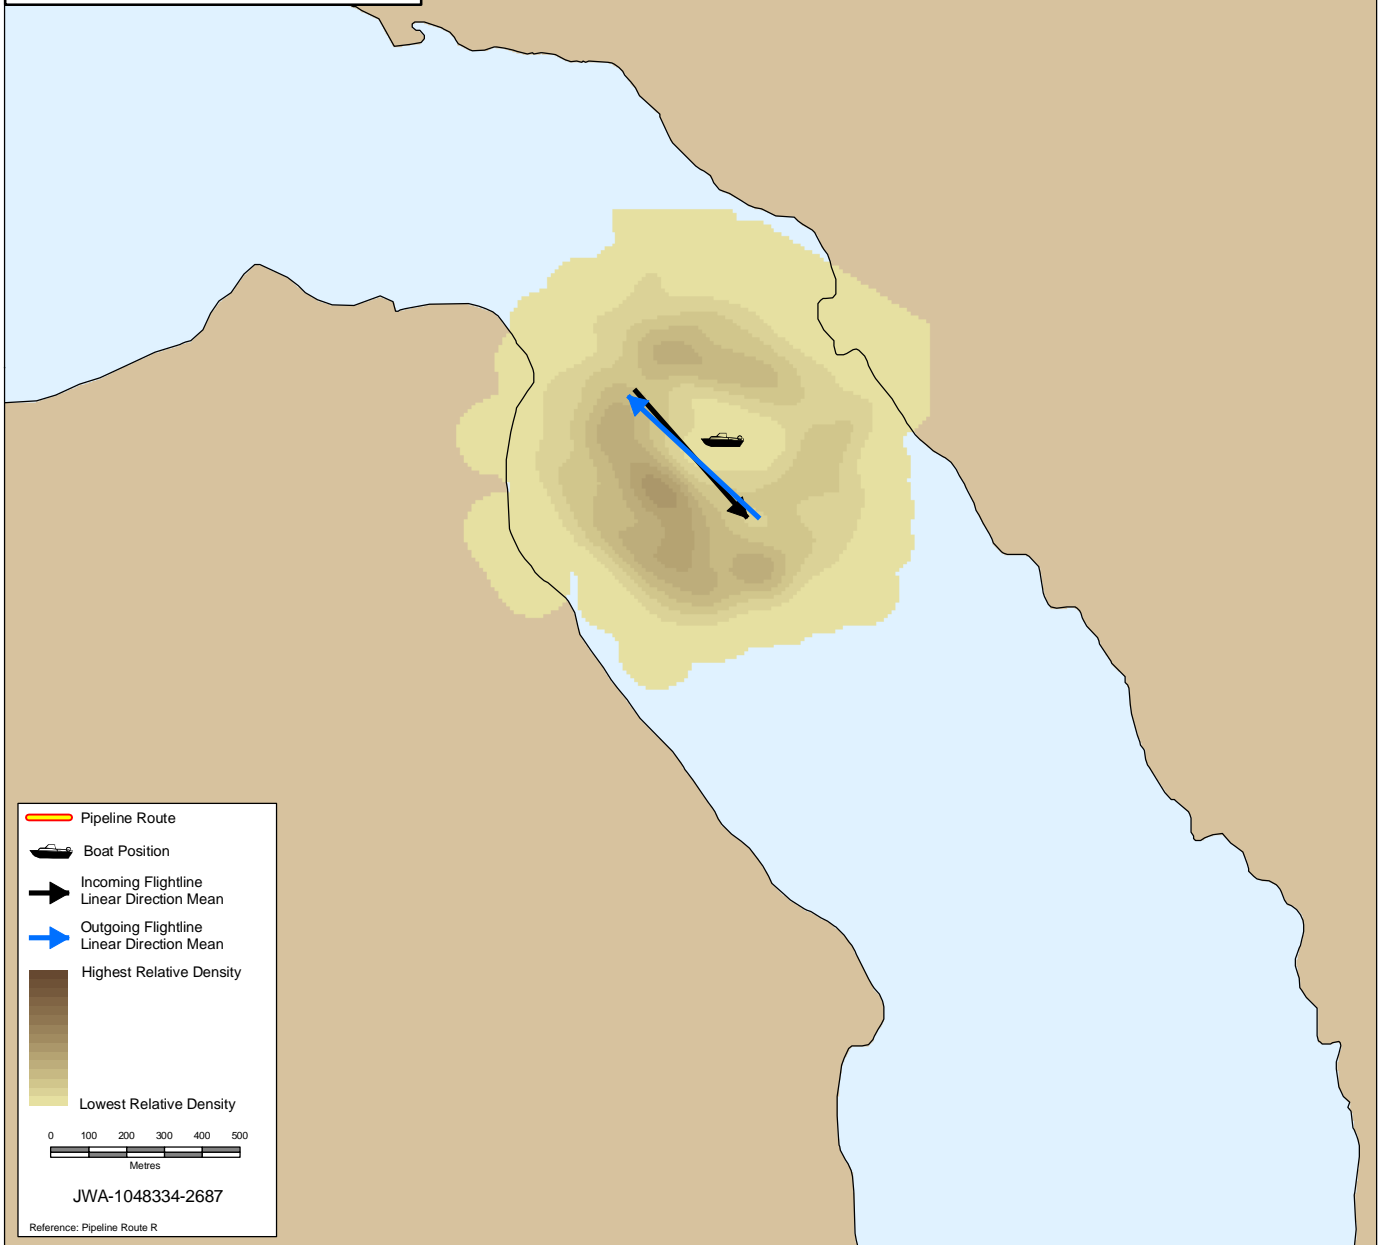 Pipeline Route
Boat Position
Incoming Flightline
Linear Direction Mean
Outgoing Flightline
Linear Direction Mean
Highest Relative Density
Lowest Relative Density
0 100 200 300 400 500
Metres
JWA-1048334-2687
Reference: Pipeline Route R